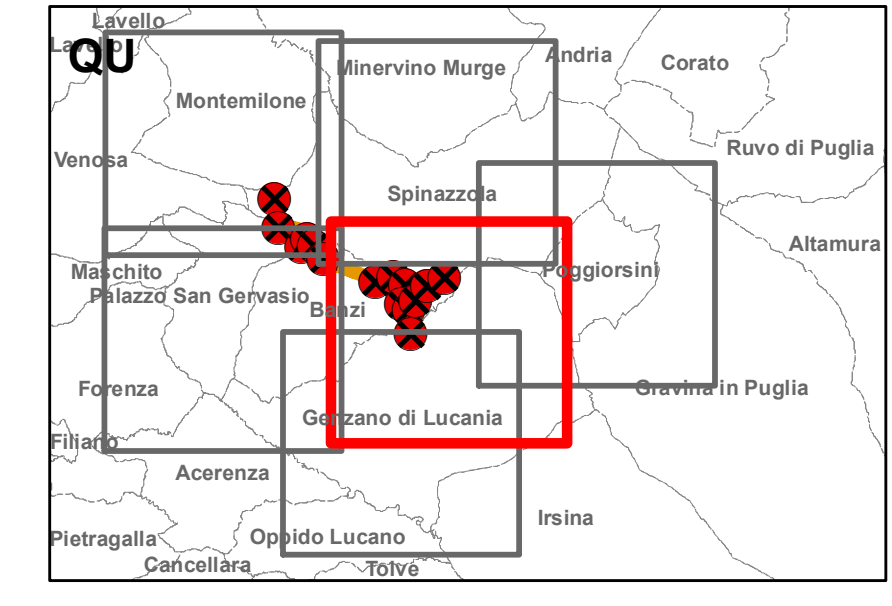 Lavello
Lavello
QU
Andria
Minervino Murge
Corato
Montemilone
Ruvo di Puglia
Venosa
Spinazzola
Altamura
Maschito
Poggiorsini
Palazzo San Gervasio
Banzi
Forenza
Gravina in Puglia
Genzano di Lucania
Filiano
Acerenza
Irsina
Pietragalla
Oppido Lucano
Cancellara
Tolve